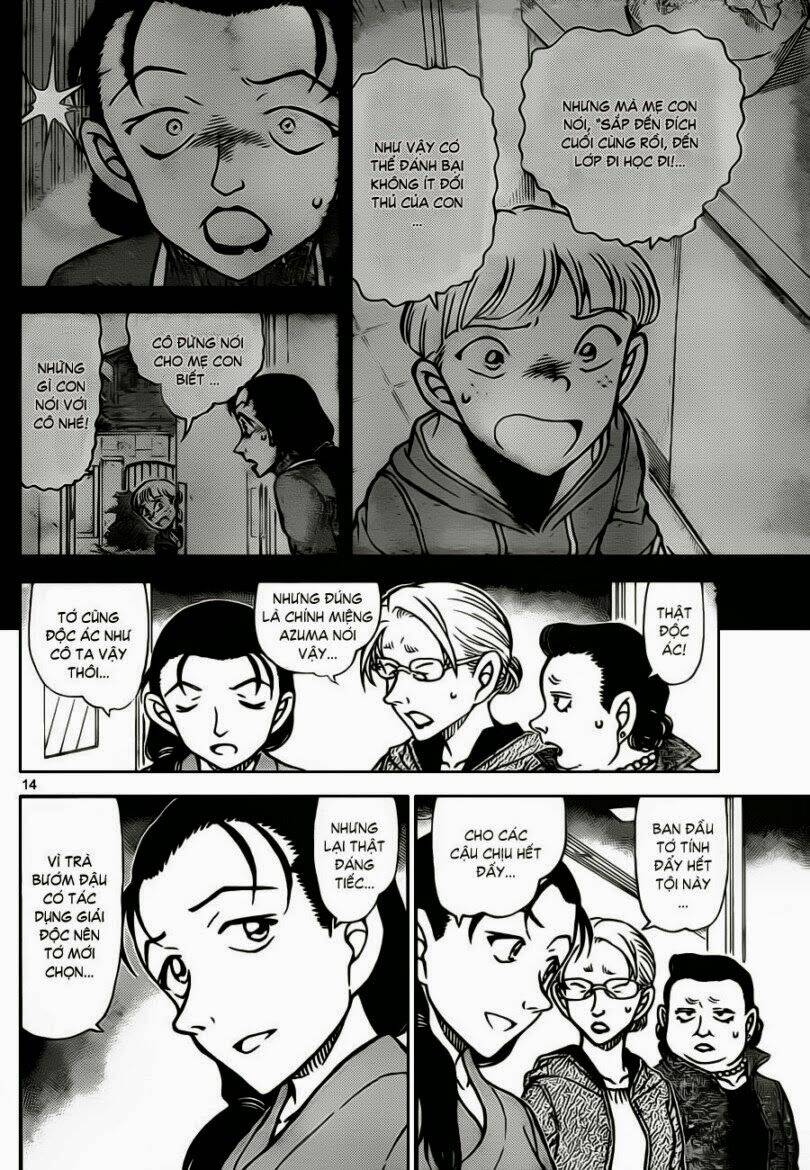 NHƯNG MÀ MẸ CON
NÓI, "SẮP ĐẾN ĐÍCH
CUỐI CÙNG RỒI, ĐẾN
LỚP ĐI HỌC ĐI!...
NHƯ VẬY CÓ
THỂ ĐÁNH BẠI
KHÔNG ÍT ĐỐI
THỦ CỦA CON
...
CÔ ĐỪNG NÓI
CHO MẸ CON
BIẾT ...
NHỮNG
GÌ CON
NÓI VỚI
CÔ NHÉ!
THẬT
ĐỘC
ÁC!
NHƯNG ĐÚNG
LÀ CHÍNH MIỆNG
AZUMA NÓI
VẬY...
TỚ CŨNG
ĐỘC ÁC NHƯ
CÔ TA VẬY
THÔI...
14
BAN ĐẦU
TỚ TÍNH
ĐẨY HẾT
TỘI NÀY
...
CHO CÁC
CẬU CHỊU HẾT
ĐẤY...
NHƯNG
LẠI THẬT
ĐÁNG
TIẾC...
VÌ TRÀ
BƯỚM ĐẬU
CÓ TÁC
DỤNG GIẢI
ĐỘC NÊN
TỚ MỚI
CHỌN...